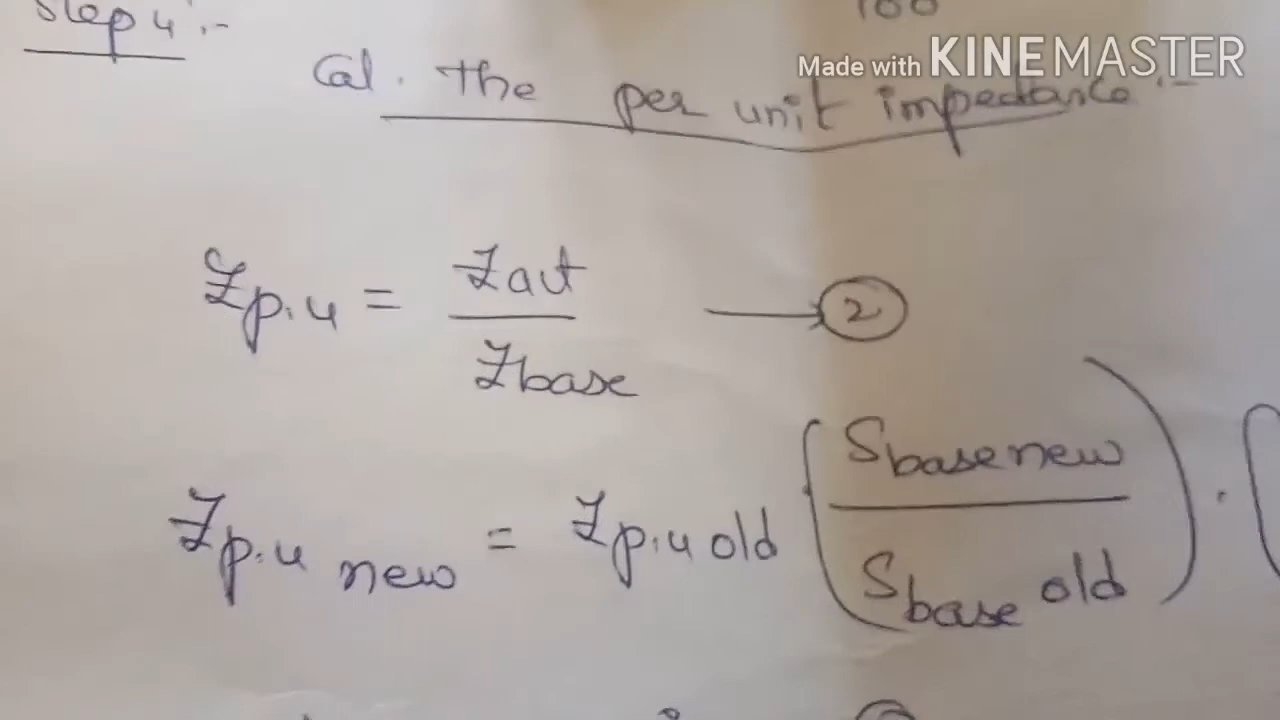 Step 4 :-
100
Made with KINEMASTER
Cal. The per unit impedance :-
Zp.u = Zact / Zbase → 2
Zp.u new = Zp.u old ( Sbase new / Sbase old ) . (